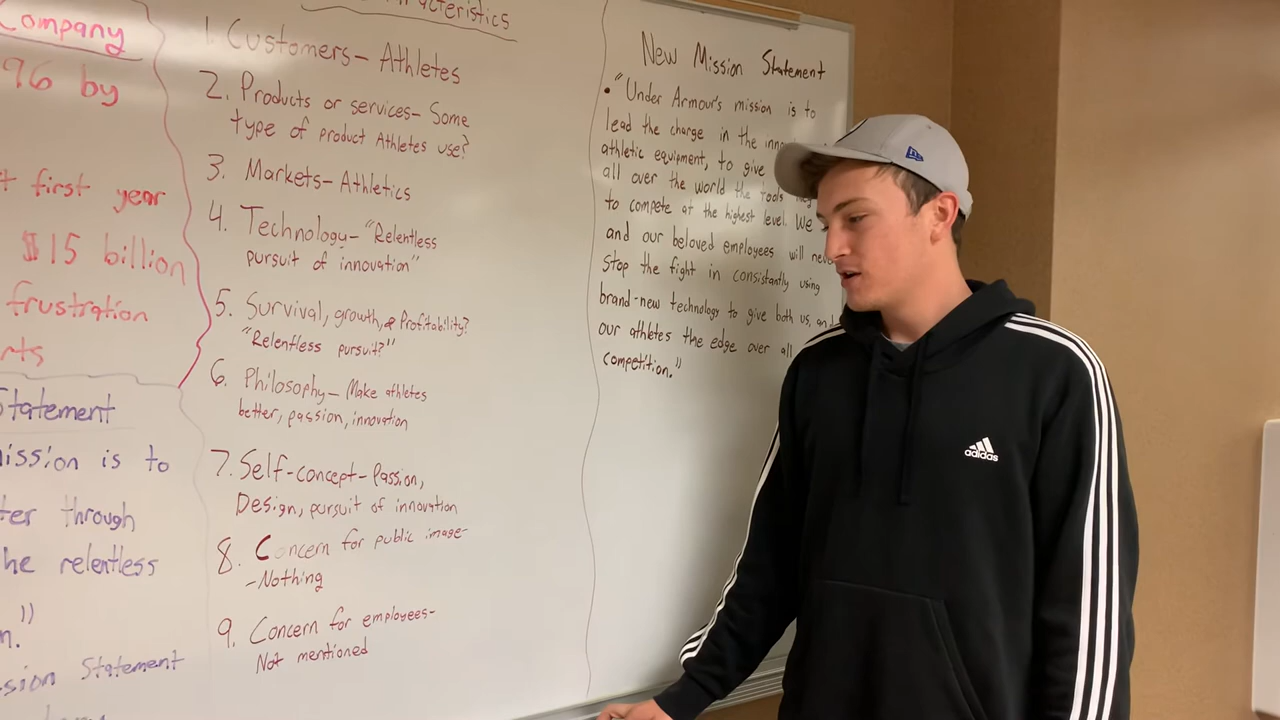 Company
96 by
first year
$15 billion
frustration
Statement
mission is to
through
he relentless
Statement
1. Customers- Athletes
2. Products or services- Some
type of product Athletes use?
3. Markets- Athletics
4. Technology- "Relentless
pursuit of innovation"
5. Survival, growth, & Profitability?
"Relentless pursuit?"
6. Philosophy- Make athletes
better, passion, innovation
7. Self-concept- Passion,
Design, pursuit of innovation
8. Concern for public image-
-Nothing
9. Concern for employees-
Not mentioned
New Mission Statement
• "Under Armour's mission is to
lead the charge in the
athletic equipment, to give
all over the world the tools
to compete at the highest level. We
and our beloved employees will
Stop the fight in consistantly using
brand-new technology to give both us, and
our athletes the edge over all
competition."
adidas